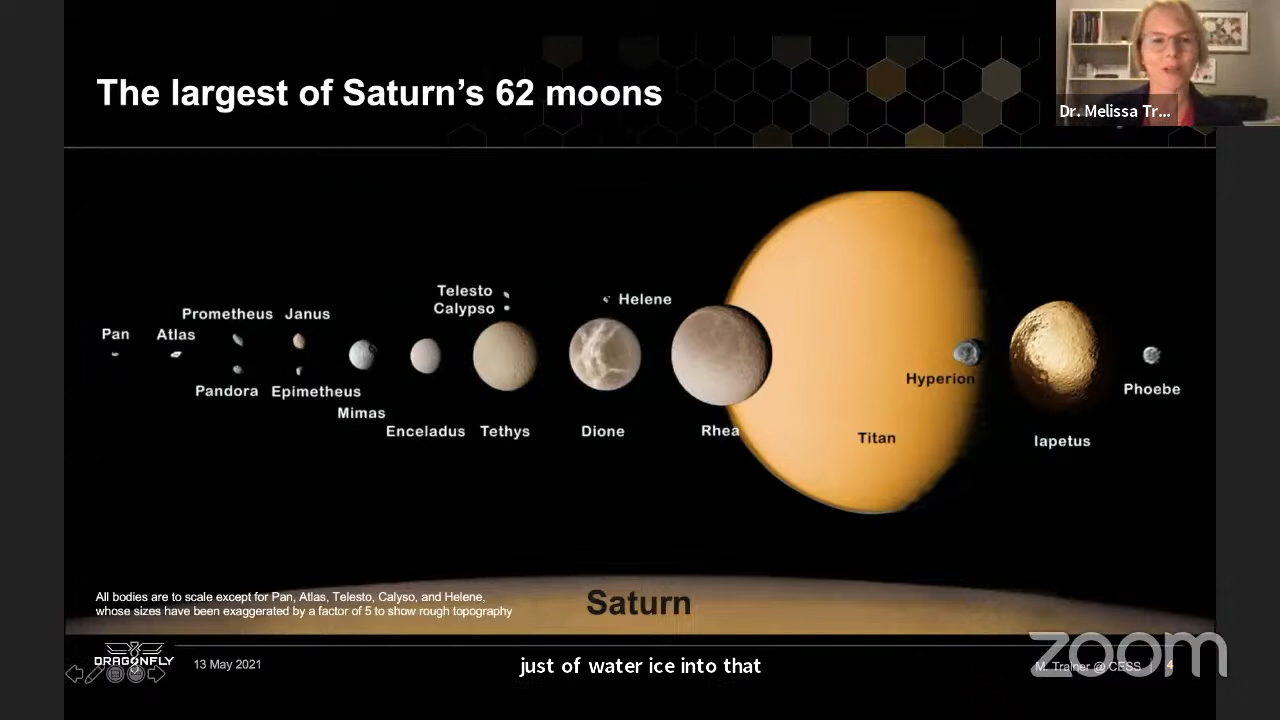 The largest of Saturn's 62 moons
Dr. Melissa Tr...
Telesto
Calypso
Helene
Prometheus
Janus
Pan
Atlas
Pandora
Epimetheus
Mimas
Enceladus
Tethys
Dione
Rhea
Titan
Hyperion
Iapetus
Phoebe
All bodies are to scale except for Pan, Atlas, Telesto, Calyso, and Helene,
whose sizes have been exaggerated by a factor of 5 to show rough topography
Saturn
DRAGONFLY
13 May 2021
just of water ice into that
M. Trainer @ CESS | 4
zoom